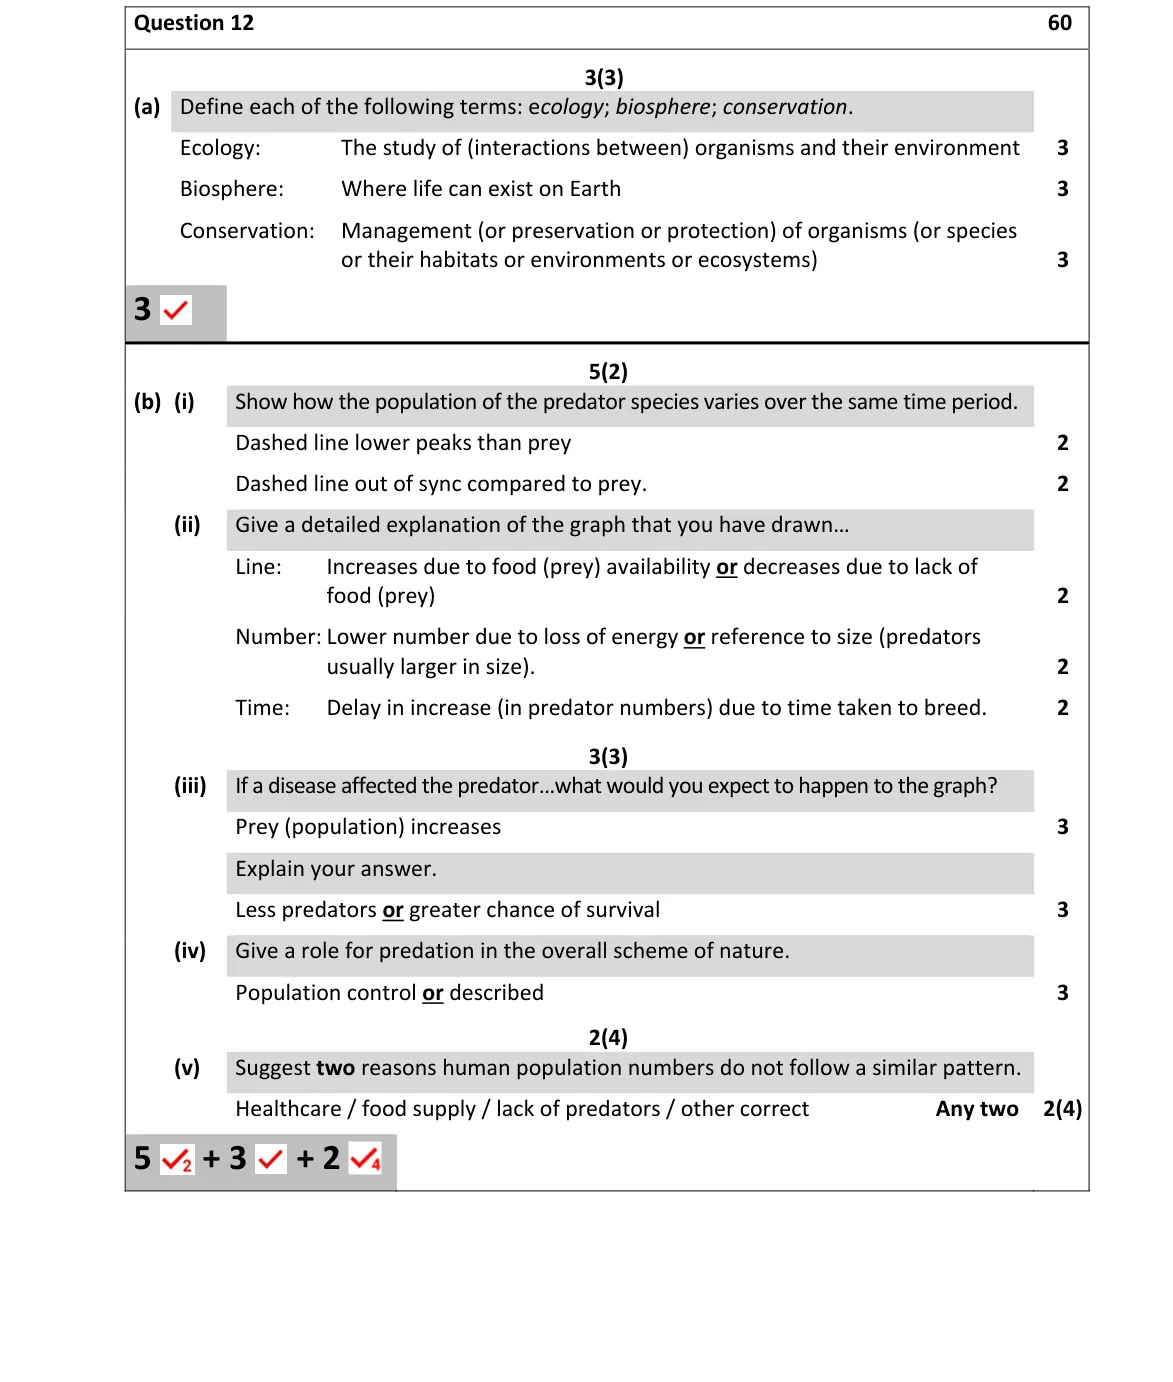 Question 12 60
3(3)
(a) Define each of the following terms: ecology; biosphere; conservation.
Ecology: The study of (interactions between) organisms and their environment 3
Biosphere: Where life can exist on Earth 3
Conservation: Management (or preservation or protection) of organisms (or species
or their habitats or environments or ecosystems) 3
3 ✓
5(2)
(b) (i) Show how the population of the predator species varies over the same time period.
Dashed line lower peaks than prey 2
Dashed line out of sync compared to prey. 2
(ii) Give a detailed explanation of the graph that you have drawn…
Line: Increases due to food (prey) availability or decreases due to lack of
food (prey) 2
Number: Lower number due to loss of energy or reference to size (predators
usually larger in size). 2
Time: Delay in increase (in predator numbers) due to time taken to breed. 2
3(3)
(iii) If a disease affected the predator…what would you expect to happen to the graph?
Prey (population) increases 3
Explain your answer.
Less predators or greater chance of survival 3
(iv) Give a role for predation in the overall scheme of nature.
Population control or described 3
2(4)
(v) Suggest two reasons human population numbers do not follow a similar pattern.
Healthcare / food supply / lack of predators / other correct Any two 2(4)
5 ✓2 + 3 ✓ + 2 ✓4